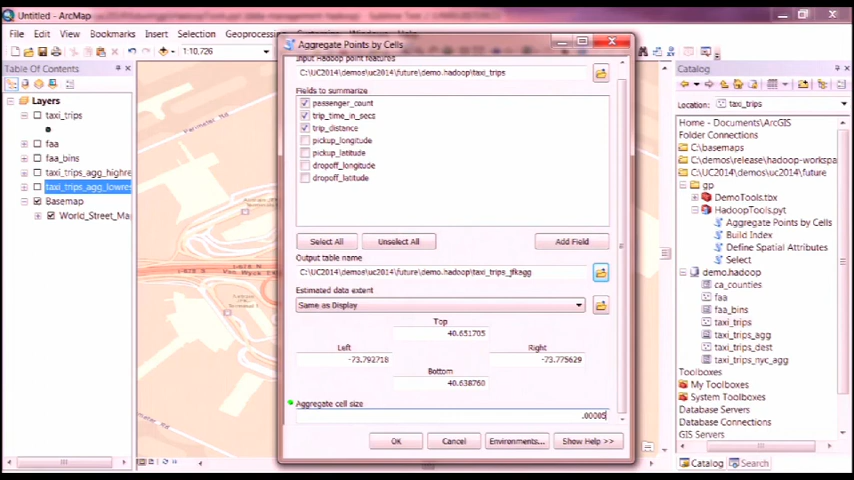 Untitled - ArcMap
File Edit View Bookmarks Insert Selection Geoprocessing
1:10,726
Table Of Contents
Layers
taxi_trips
faa
faa_bins
taxi_trips_agg_highre
taxi_trips_agg_lowres
Basemap
World_Street_Ma
Aggregate Points by Cells
Input Hadoop point features
C:\UC2014\demos\uc2014\future\demo.hadoop\taxi_trips
Fields to summarize
passenger_count
trip_time_in_secs
trip_distance
pickup_longitude
pickup_latitude
dropoff_longitude
dropoff_latitude
Select All Unselect All Add Field
Output table name
C:\UC2014\demos\uc2014\future\demo.hadoop\taxi_trips_jfkagg
Estimated data extent
Same as Display
Top
40.651705
Left Right
-73.792718 -73.775629
Bottom
40.638760
Aggregate cell size
.00005
OK Cancel Environments... Show Help >>
Catalog
Location: taxi_trips
Home - Documents\ArcGIS
Folder Connections
C:\basemaps
C:\demos\release\hadoop-workspa
C:\UC2014\demos\uc2014\future
gp
DemoTools.tbx
HadoopTools.pyt
Aggregate Points by Cells
Build Index
Define Spatial Attributes
Select
demo.hadoop
ca_counties
faa
faa_bins
taxi_trips
taxi_trips_agg
taxi_trips_dest
taxi_trips_nyc_agg
Toolboxes
My Toolboxes
System Toolboxes
Database Servers
Database Connections
GIS Servers
Catalog Search